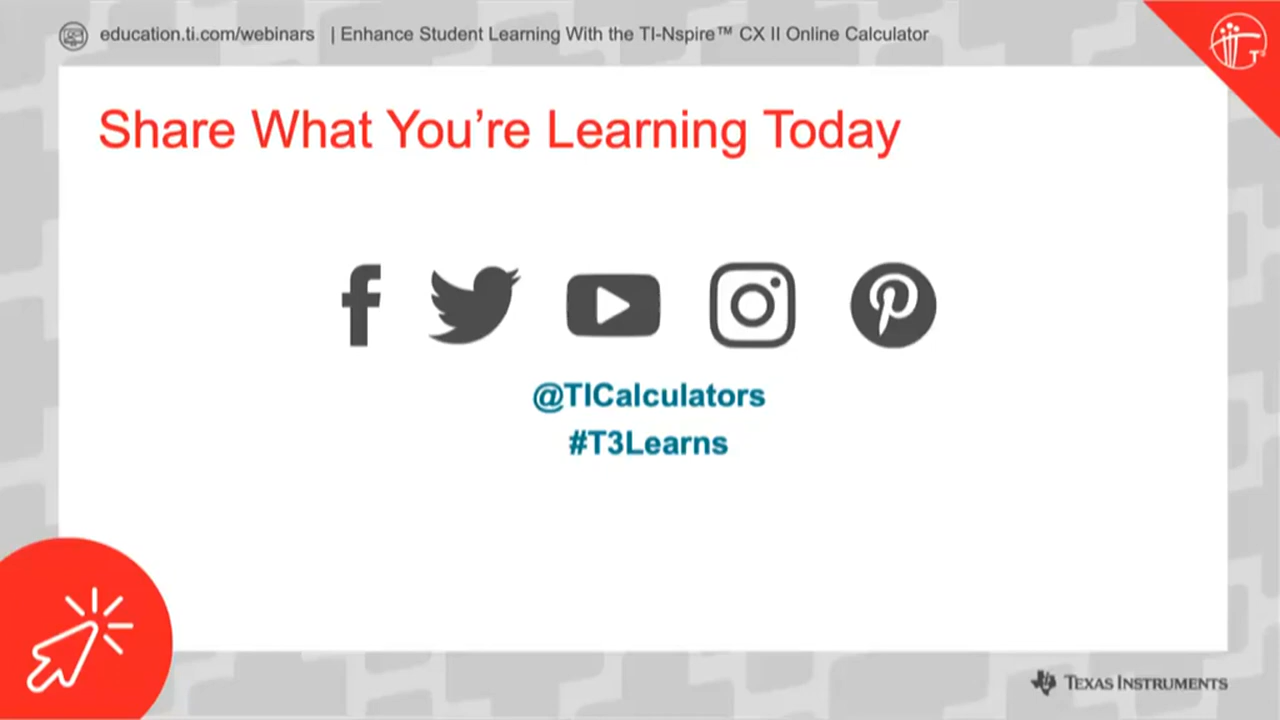 education.ti.com/webinars | Enhance Student Learning With the TI-Nspire™ CX II Online Calculator
Share What You're Learning Today
@TICalculators
#T3Learns
TEXAS INSTRUMENTS